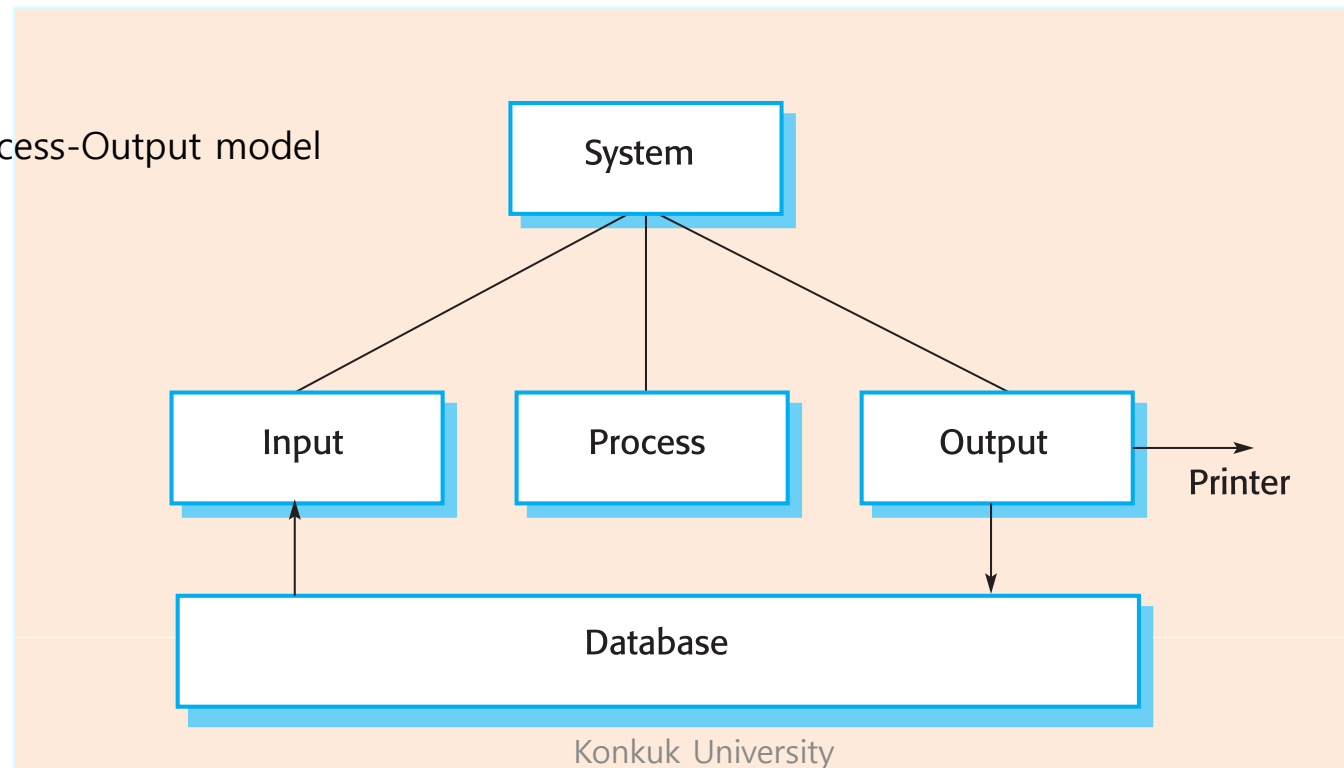 cess-Output model
System
Input
Process
Output
Printer
Database
Konkuk University